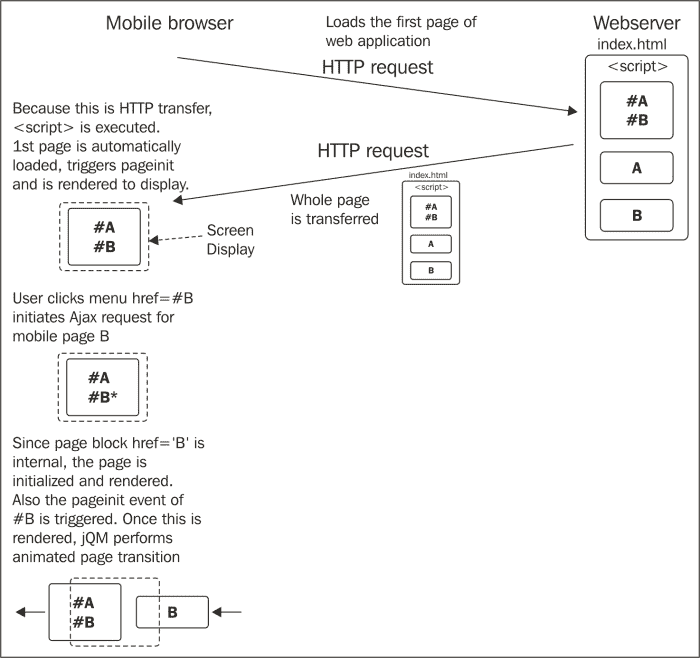 Mobile browser
Loads the first page of
web application
Webserver
index.html
<script>
HTTP request
#A
#B
A
B
Because this is HTTP transfer,
<script> is executed.
1st page is automatically
loaded, triggers pageinit
and is rendered to display.
HTTP request
index.html
<script>
#A
#B
A
B
Whole page
is transferred
#A
#B
Screen
Display
User clicks menu href=#B
initiates Ajax request for
mobile page B
#A
#B*
Since page block href='B' is
internal, the page is
initialized and rendered.
Also the pageinit event of
#B is triggered. Once this is
rendered, jQM performs
animated page transition
#A
#B
B